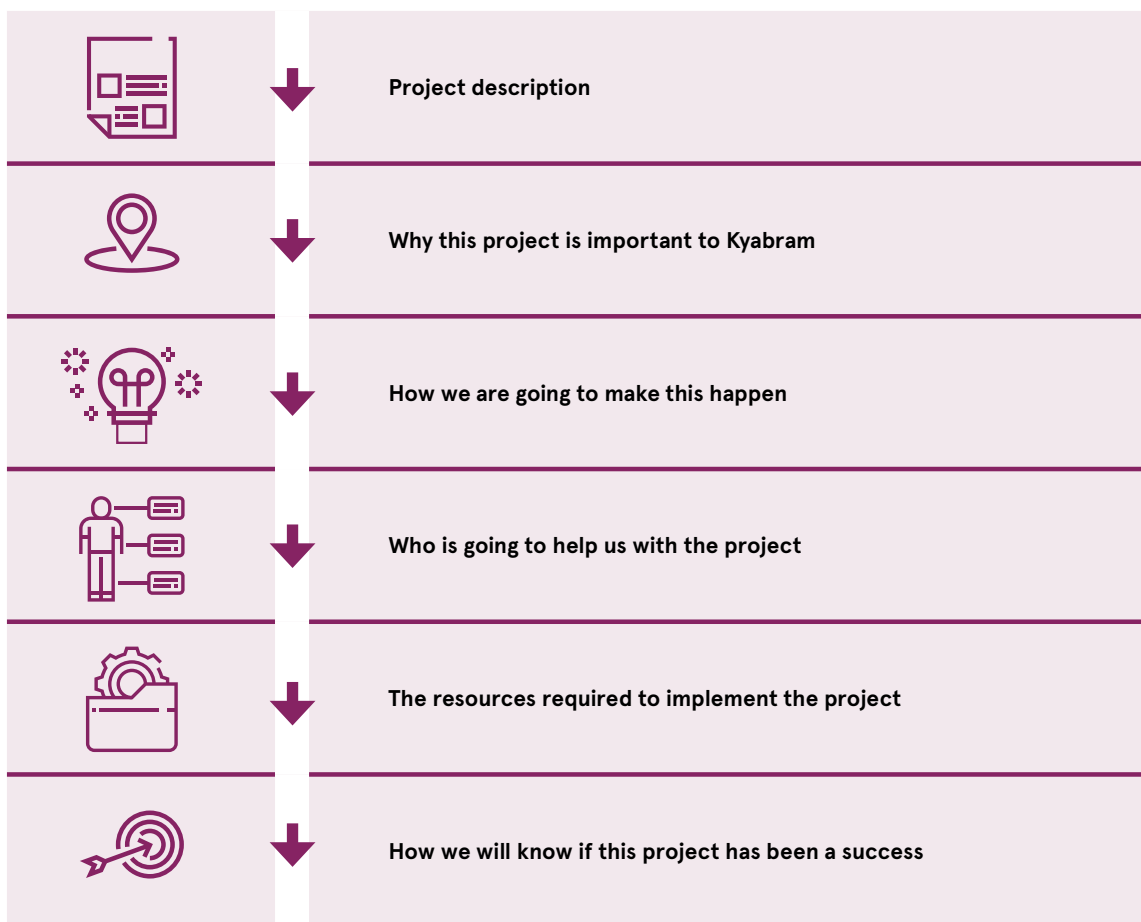 Project description
Why this project is important to Kyabram
How we are going to make this happen
Who is going to help us with the project
The resources required to implement the project
How we will know if this project has been a success